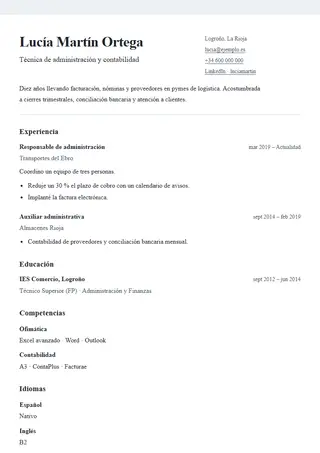 Lucía Martín Ortega
Técnica de administración y contabilidad
Logroño, La Rioja
lucia@ejemplo.es
+34 600 000 000
LinkedIn · luciamartin
Diez años llevando facturación, nóminas y proveedores en pymes de logística. Acostumbrada
a cierres trimestrales, conciliación bancaria y atención a clientes.
Experiencia
Responsable de administración
mar 2019 – Actualidad
Transportes del Ebro
Coordino un equipo de tres personas.
• Reduje un 30 % el plazo de cobro con un calendario de avisos.
• Implanté la factura electrónica.
Auxiliar administrativa
sept 2014 – feb 2019
Almacenes Rioja
• Contabilidad de proveedores y conciliación bancaria mensual.
Educación
IES Comercio, Logroño
sept 2012 – jun 2014
Técnico Superior (FP) · Administración y Finanzas
Competencias
Ofimática
Excel avanzado · Word · Outlook
Contabilidad
A3 · ContaPlus · Facturae
Idiomas
Español
Nativo
Inglés
B2